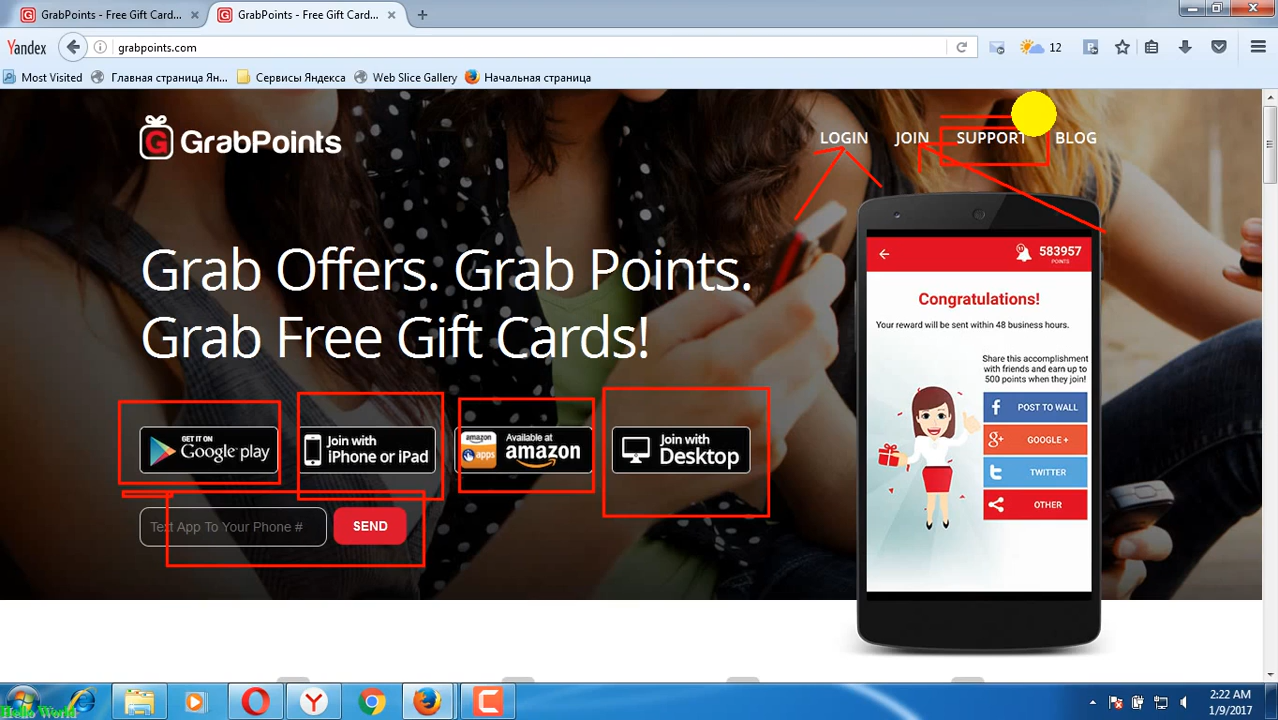 GrabPoints - Free Gift Card...
GrabPoints - Free Gift Card...
Yandex
grabpoints.com
12
Most Visited
Главная страница Ян...
Сервисы Яндекса
Web Slice Gallery
Начальная страница
GrabPoints
LOGIN
JOIN
SUPPORT
BLOG
Grab Offers. Grab Points.
Grab Free Gift Cards!
GET IT ON
Google play
Join with
iPhone or iPad
amazon
apps
Available at
amazon
Join with
Desktop
Text App To Your Phone #
SEND
583957
POINTS
Congratulations!
Your reward will be sent within 48 business hours.
Share this accomplishment
with friends and earn up to
500 points when they join!
POST TO WALL
GOOGLE +
TWITTER
OTHER
Hello World
2:22 AM
1/9/2017